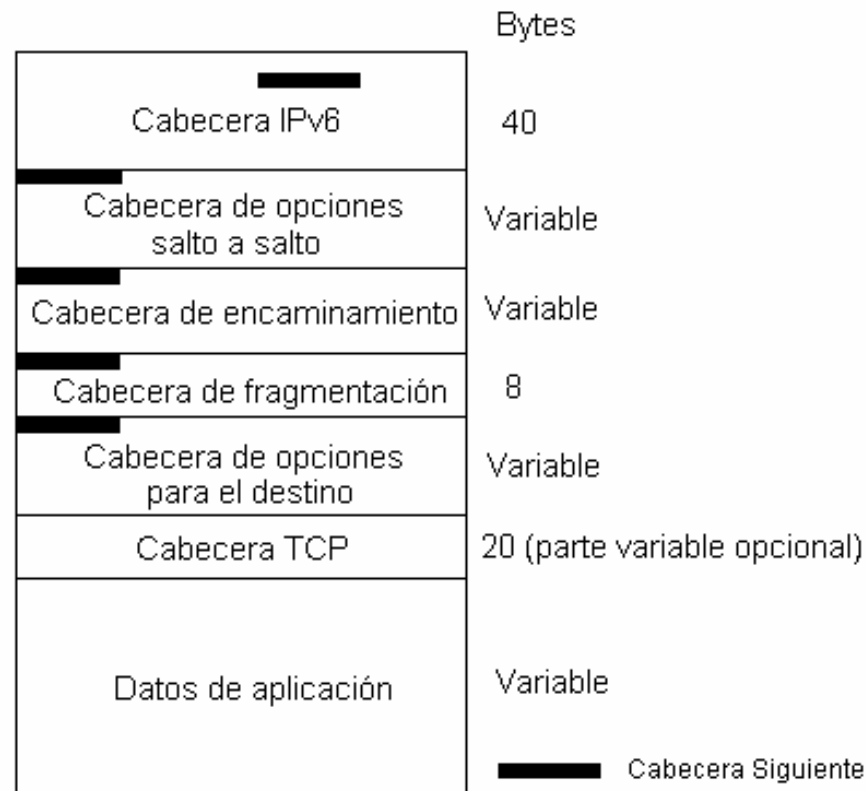 Bytes
Cabecera IPv6
40
Cabecera de opciones
salto a salto
Variable
Cabecera de encaminamiento
Variable
Cabecera de fragmentación
8
Cabecera de opciones
para el destino
Variable
Cabecera TCP
20 (parte variable opcional)
Datos de aplicación
Variable
Cabecera Siguiente